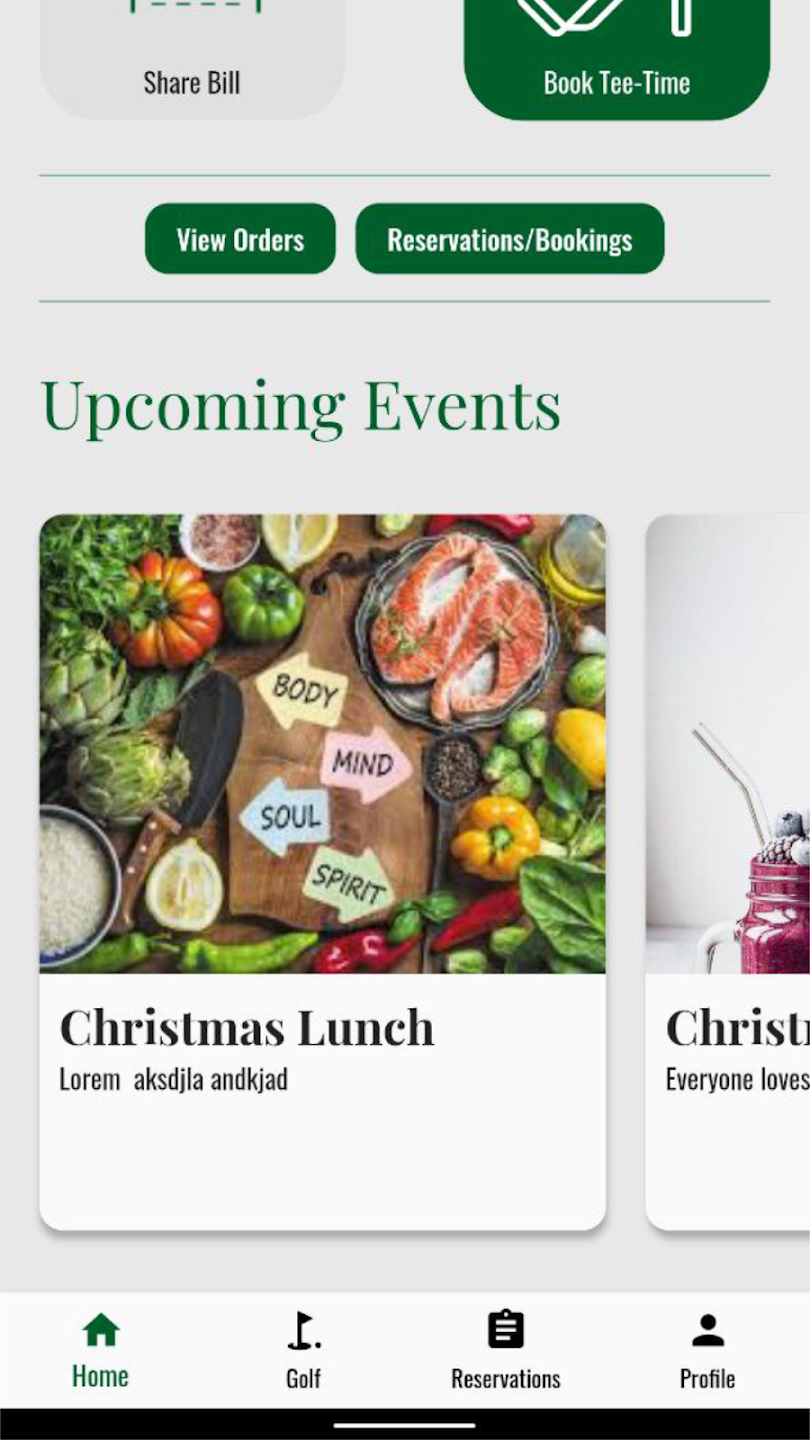 Share Bill
Book Tee-Time
View Orders
Reservations/Bookings
Upcoming Events
BODY
MIND
SOUL
SPIRIT
Christmas Lunch
Lorem  aksdjla andkjad
Everyone loves
Home
Golf
Reservations
Profile